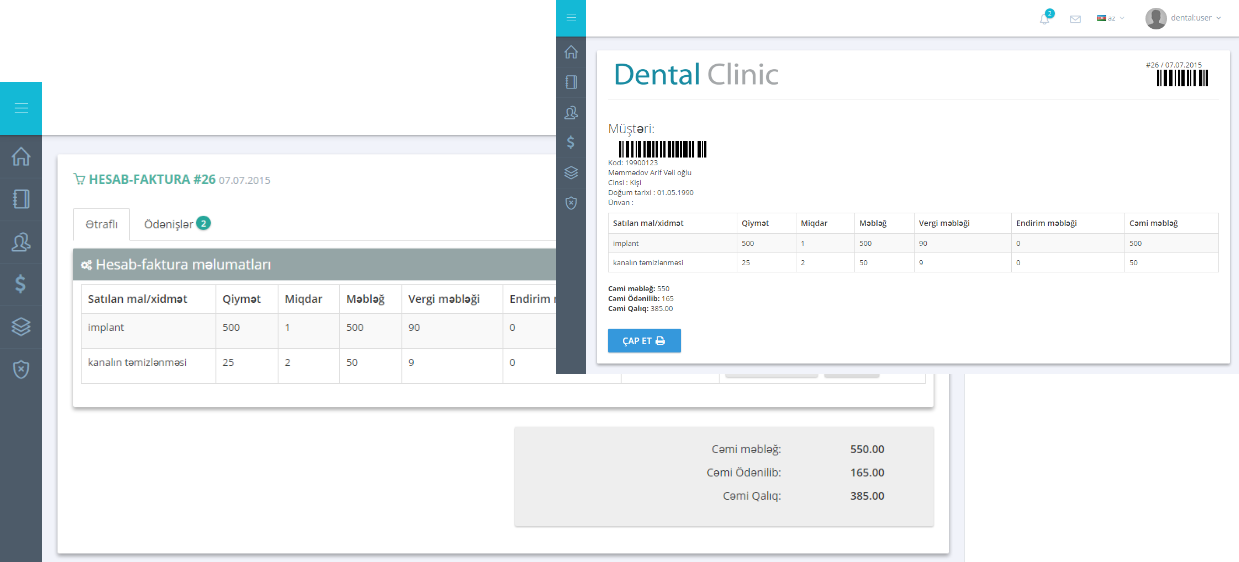 2
az
dental:user
Dental Clinic
#26 / 07.07.2015
Müştəri:
Kod: 19900123
Məmmədov Arif Vəli oğlu
Cinsi : Kişi
Doğum tarixi : 01.05.1990
Ünvan :
Satılan mal/xidmət Qiymət Miqdar Məbləğ Vergi məbləği Endirim məbləği Cəmi məbləğ
implant 500 1 500 90 0 500
kanalın təmizlənməsi 25 2 50 9 0 50
Cəmi məbləğ: 550
Cəmi Ödənilib: 165
Cəmi Qalıq: 385.00
ÇAP ET
HESAB-FAKTURA #26 07.07.2015
Ətraflı Ödənişlər 2
Hesab-faktura məlumatları
Satılan mal/xidmət Qiymət Miqdar Məbləğ Vergi məbləği Endirim
implant 500 1 500 90 0
kanalın təmizlənməsi 25 2 50 9 0
Cəmi məbləğ: 550.00
Cəmi Ödənilib: 165.00
Cəmi Qalıq: 385.00